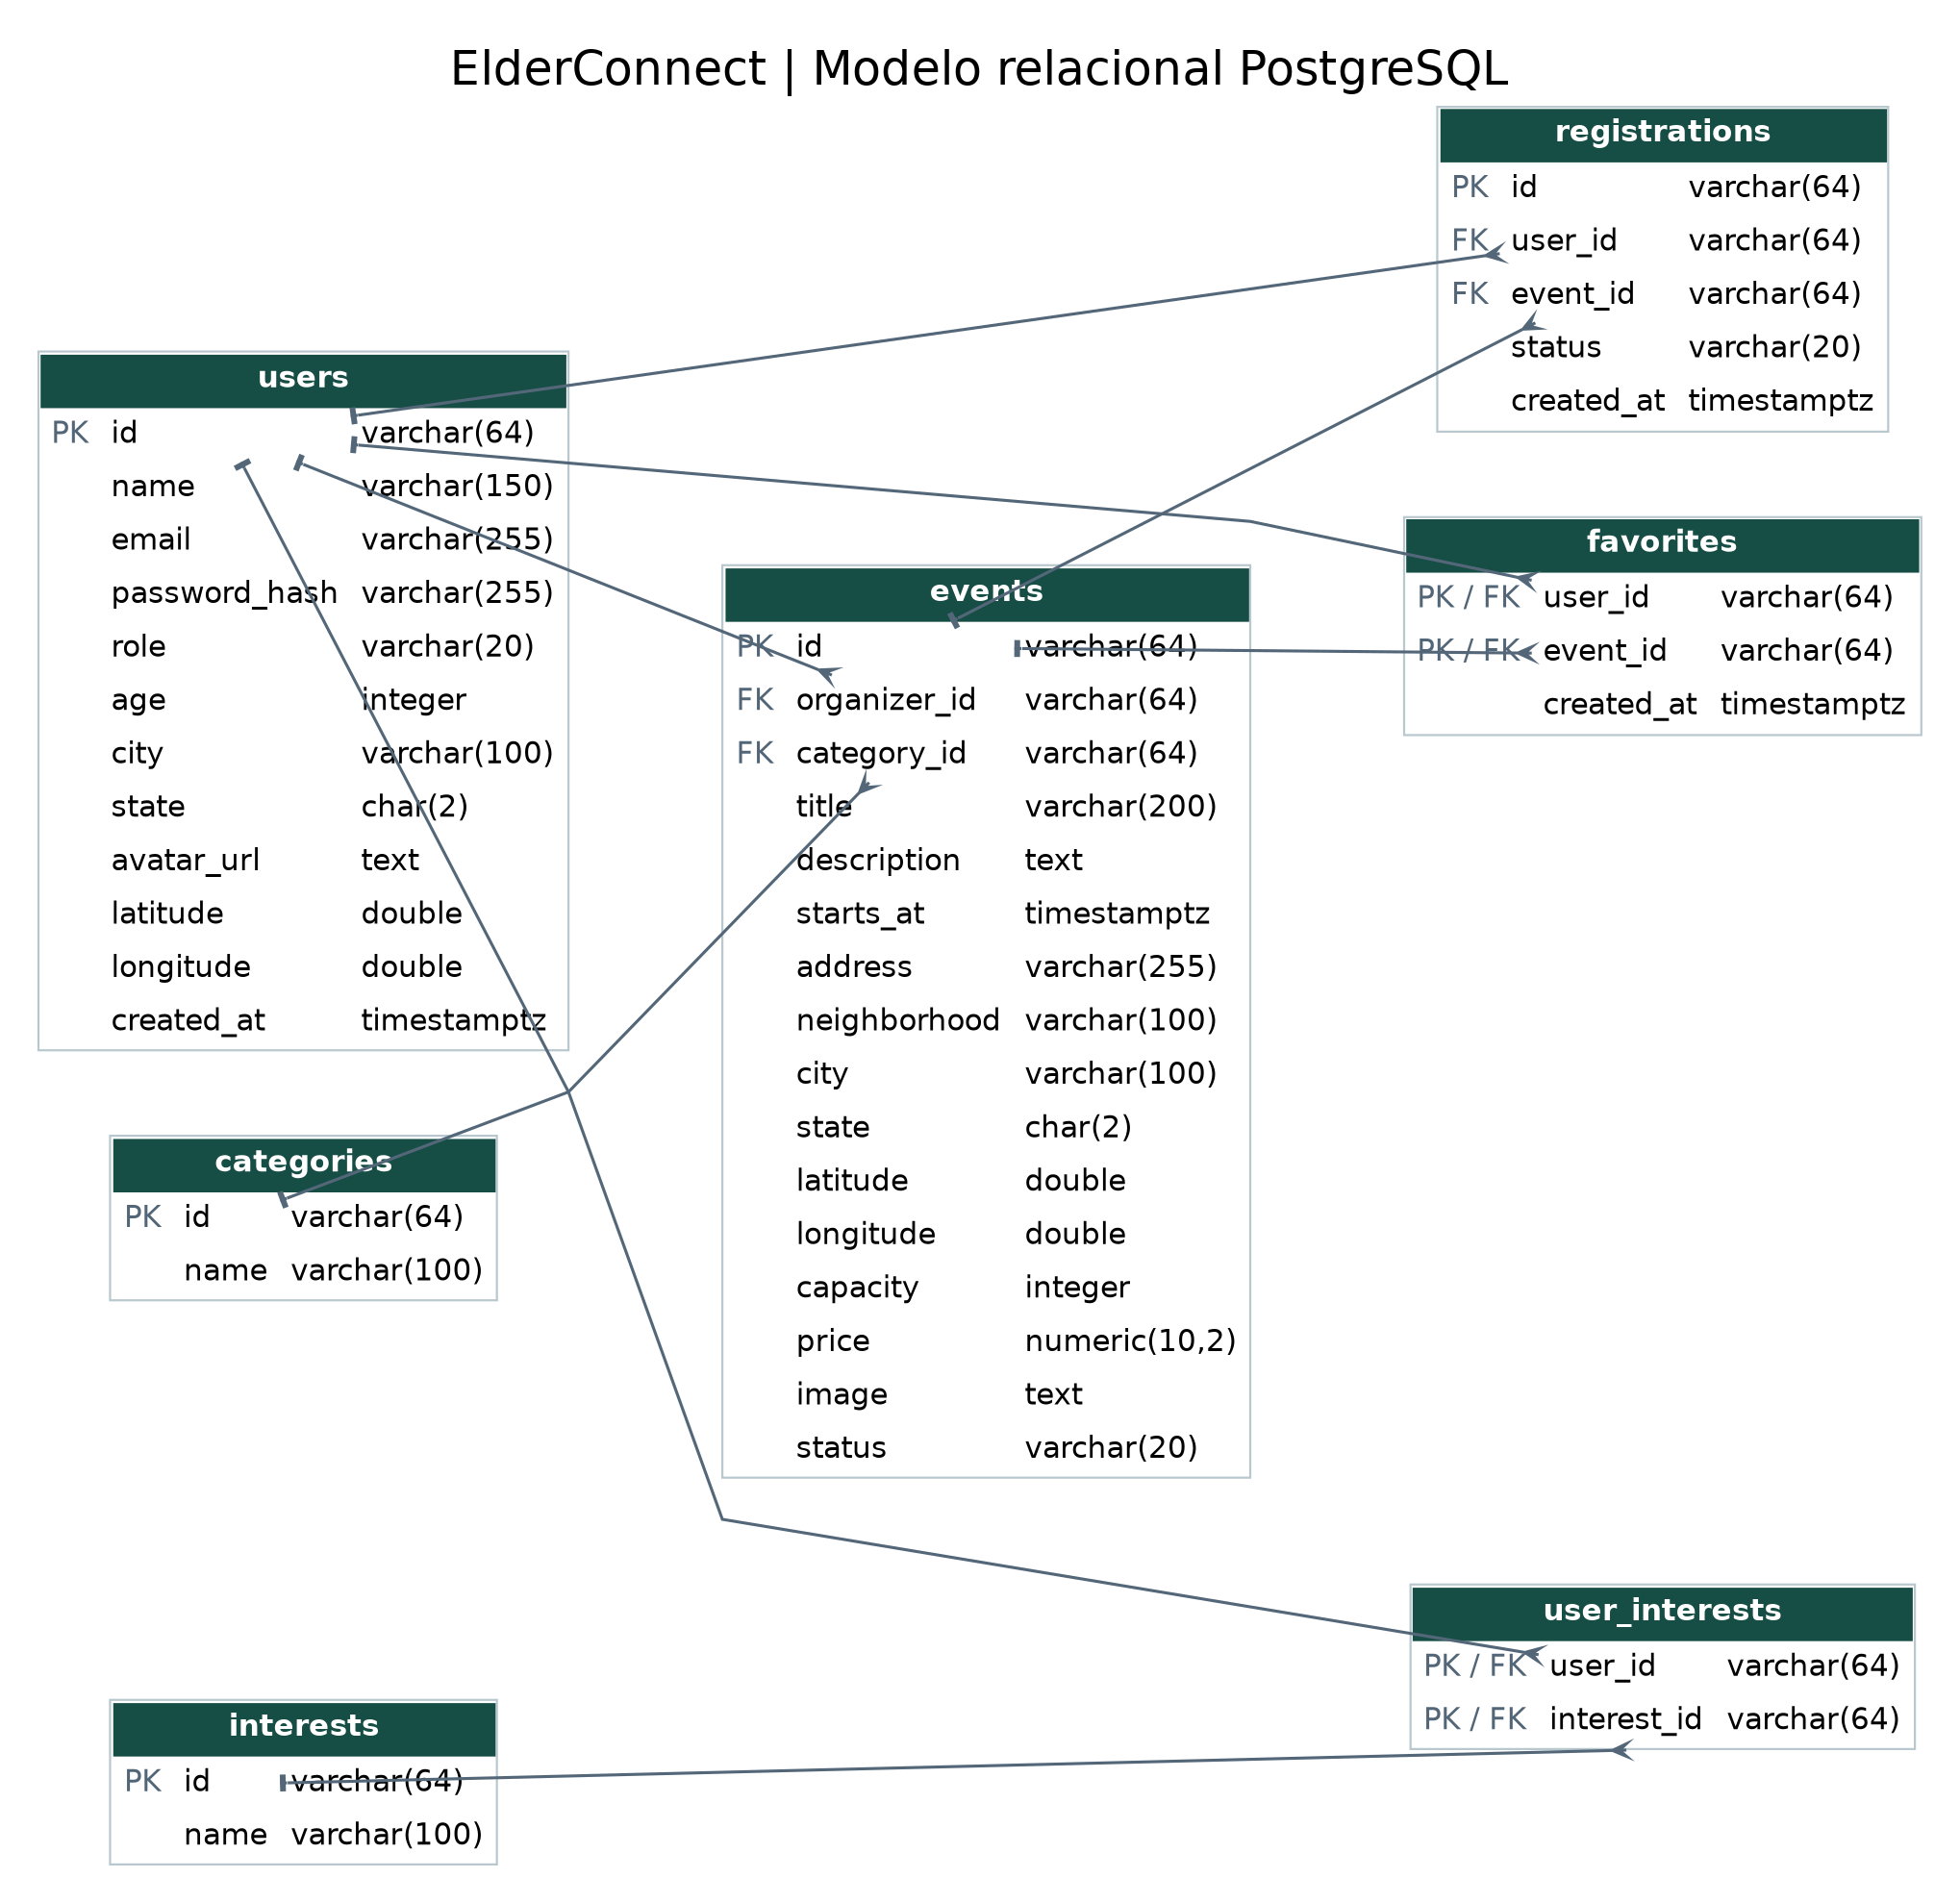 ElderConnect | Modelo relacional PostgreSQL
registrations
PK id varchar(64)
FK user_id varchar(64)
FK event_id varchar(64)
status varchar(20)
created_at timestamptz
users
PK id varchar(64)
name varchar(150)
email varchar(255)
password_hash varchar(255)
role varchar(20)
age integer
city varchar(100)
state char(2)
avatar_url text
latitude double
longitude double
created_at timestamptz
favorites
PK / FK user_id varchar(64)
PK / FK event_id varchar(64)
created_at timestamptz
events
PK id varchar(64)
FK organizer_id varchar(64)
FK category_id varchar(64)
title varchar(200)
description text
starts_at timestamptz
address varchar(255)
neighborhood varchar(100)
city varchar(100)
state char(2)
latitude double
longitude double
capacity integer
price numeric(10,2)
image text
status varchar(20)
categories
PK id varchar(64)
name varchar(100)
user_interests
PK / FK user_id varchar(64)
PK / FK interest_id varchar(64)
interests
PK id varchar(64)
name varchar(100)